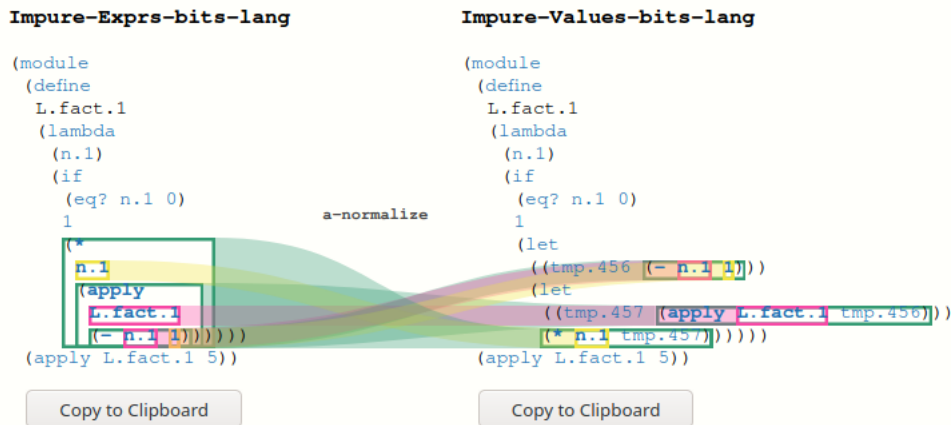 Impure-Exprs-bits-lang
(module
(define
L.fact.1
(lambda
(n.1)
(if
(eq? n.1 0)
1
(*
n.1
(apply
L.fact.1
(- n.1 1))))))
(apply L.fact.1 5))
Copy to Clipboard
a-normalize
Impure-Values-bits-lang
(module
(define
L.fact.1
(lambda
(n.1)
(if
(eq? n.1 0)
1
(let
((tmp.456 (- n.1 1)))
(let
((tmp.457 (apply L.fact.1 tmp.456)))
(* n.1 tmp.457))))))
(apply L.fact.1 5))
Copy to Clipboard